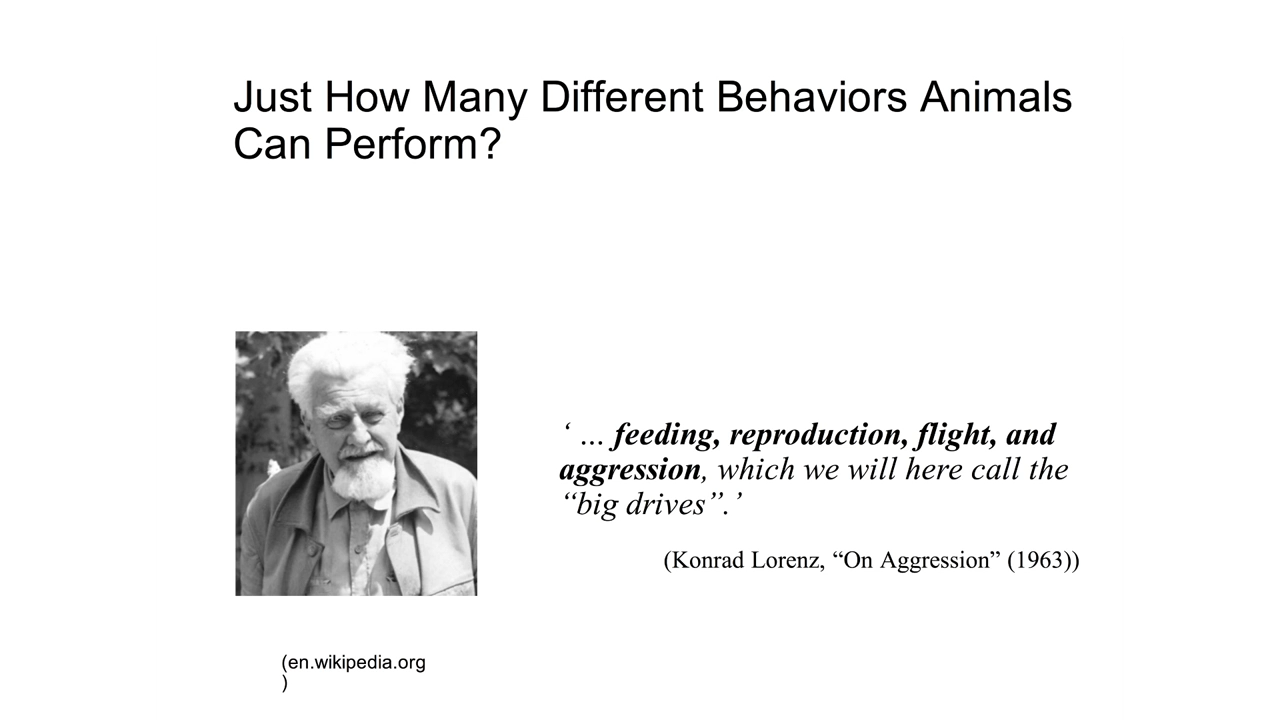 Just How Many Different Behaviors Animals
Can Perform?
‘ ... feeding, reproduction, flight, and
aggression, which we will here call the
“big drives”.’
(Konrad Lorenz, “On Aggression” (1963))
(en.wikipedia.org
)